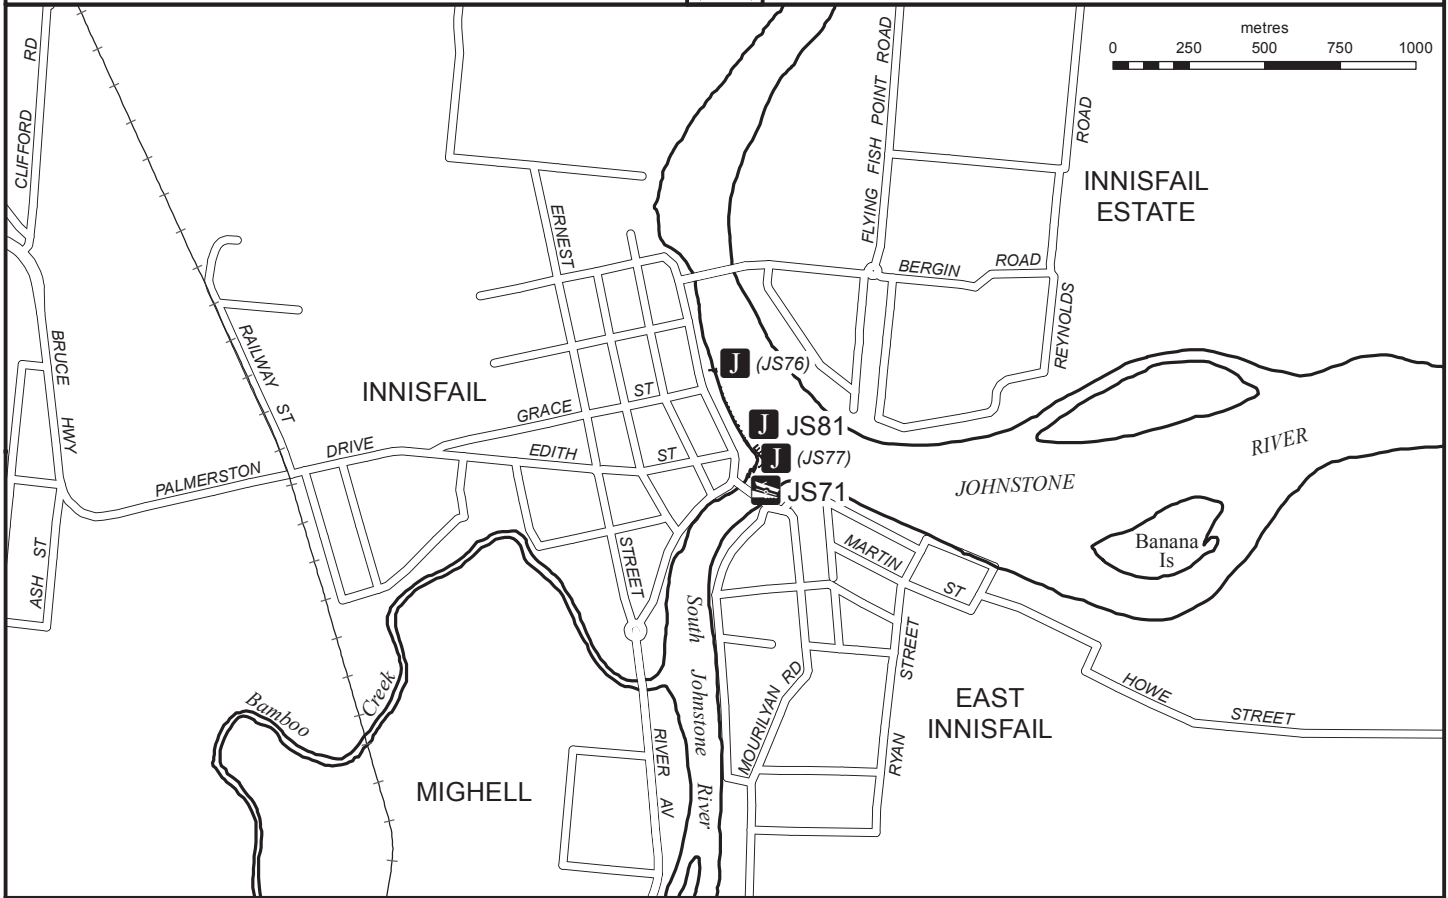 metres
0 250 500 750 1000
CLIFFORD RD
FLYING FISH POINT ROAD
ROAD
INNISFAIL
ESTATE
ERNEST
BERGIN ROAD
REYNOLDS
BRUCE HWY
RAILWAY ST
J (JS76)
INNISFAIL
GRACE ST
J JS81
EDITH ST
J (JS77)
PALMERSTON DRIVE
JS71
JOHNSTONE RIVER
ASH ST
STREET
MARTIN ST
Banana
Is
South Johnstone River
STREET
Bamboo Creek
MOURILYAN RD
HOWE STREET
EAST
INNISFAIL
RYAN
RIVER AV
MIGHELL